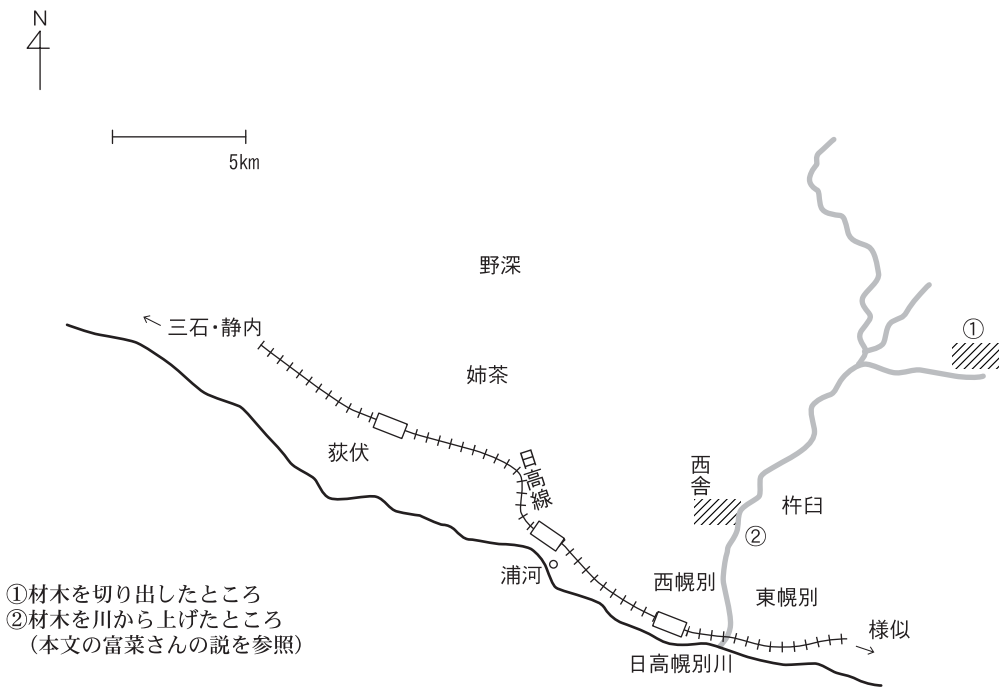 N
5km
野深
①
三石・静内
姉茶
荻伏
日高線
西舎
杵臼
②
浦河
西幌別
東幌別
様似
日高幌別川
①材木を切り出したところ
②材木を川から上げたところ
（本文の富菜さんの説を参照）